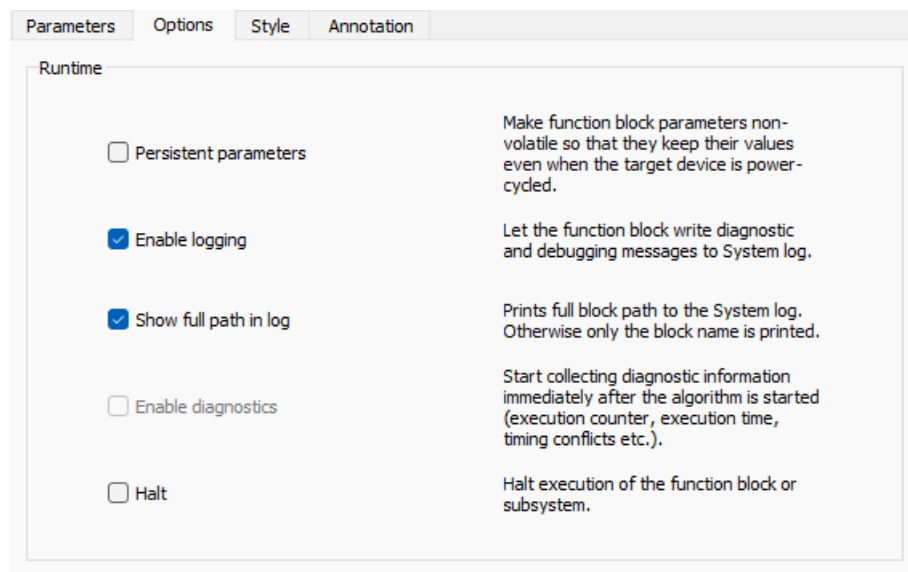 Parameters Options Style Annotation
Runtime
Persistent parameters
Make function block parameters non-
volatile so that they keep their values
even when the target device is power-
cycled.
Enable logging
Let the function block write diagnostic
and debugging messages to System log.
Show full path in log
Prints full block path to the System log.
Otherwise only the block name is printed.
Enable diagnostics
Start collecting diagnostic information
immediately after the algorithm is started
(execution counter, execution time,
timing conflicts etc.).
Halt
Halt execution of the function block or
subsystem.